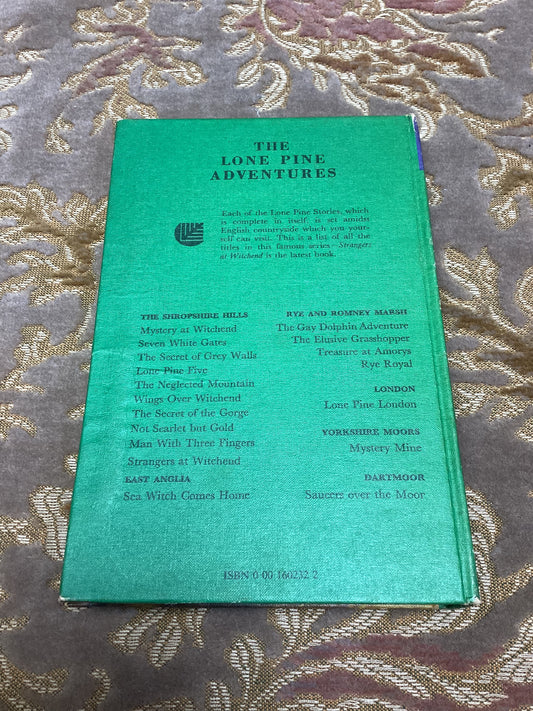 THE
LONE PINE
ADVENTURES
Each of the Lone Pine Stories, which
is complete in itself, is set amidst
English countryside which you your-
self can visit. This is a list of all the
titles in this famous series—Strangers
at Witchend is the latest book.
THE SHROPSHIRE HILLS
Mystery at Witchend
Seven White Gates
The Secret of Grey Walls
Lone Pine Five
The Neglected Mountain
Wings Over Witchend
The Secret of the Gorge
Not Scarlet but Gold
Man With Three Fingers
Strangers at Witchend
EAST ANGLIA
Sea Witch Comes Home
RYE AND ROMNEY MARSH
The Gay Dolphin Adventure
The Elusive Grasshopper
Treasure at Amorys
Rye Royal
LONDON
Lone Pine London
YORKSHIRE MOORS
Mystery Mine
DARTMOOR
Saucers over the Moor
ISBN 0 00 160232 2